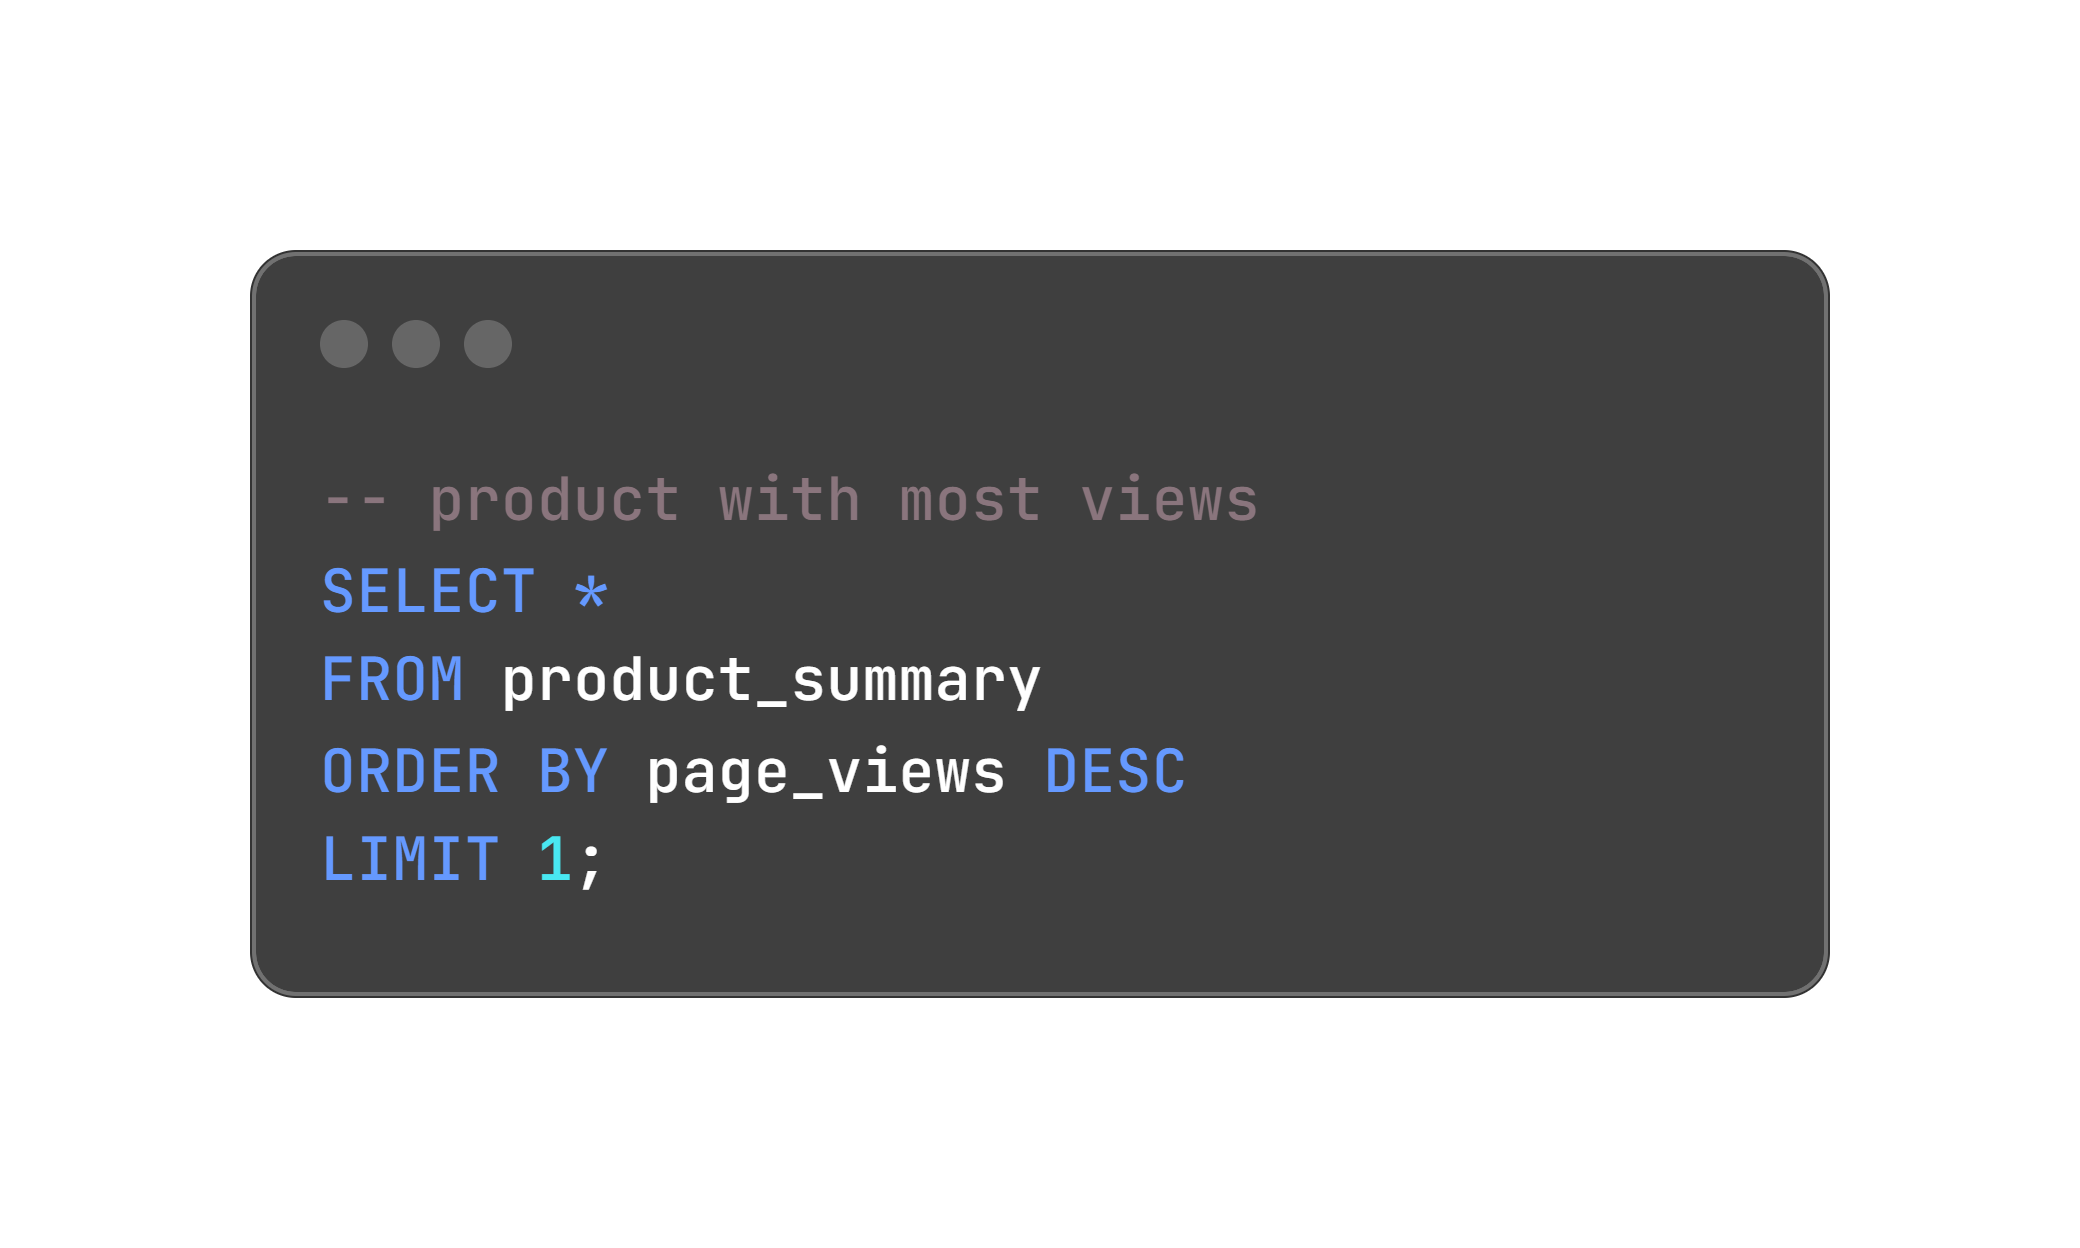 -- product with most views
SELECT *
FROM product_summary
ORDER BY page_views DESC
LIMIT 1;